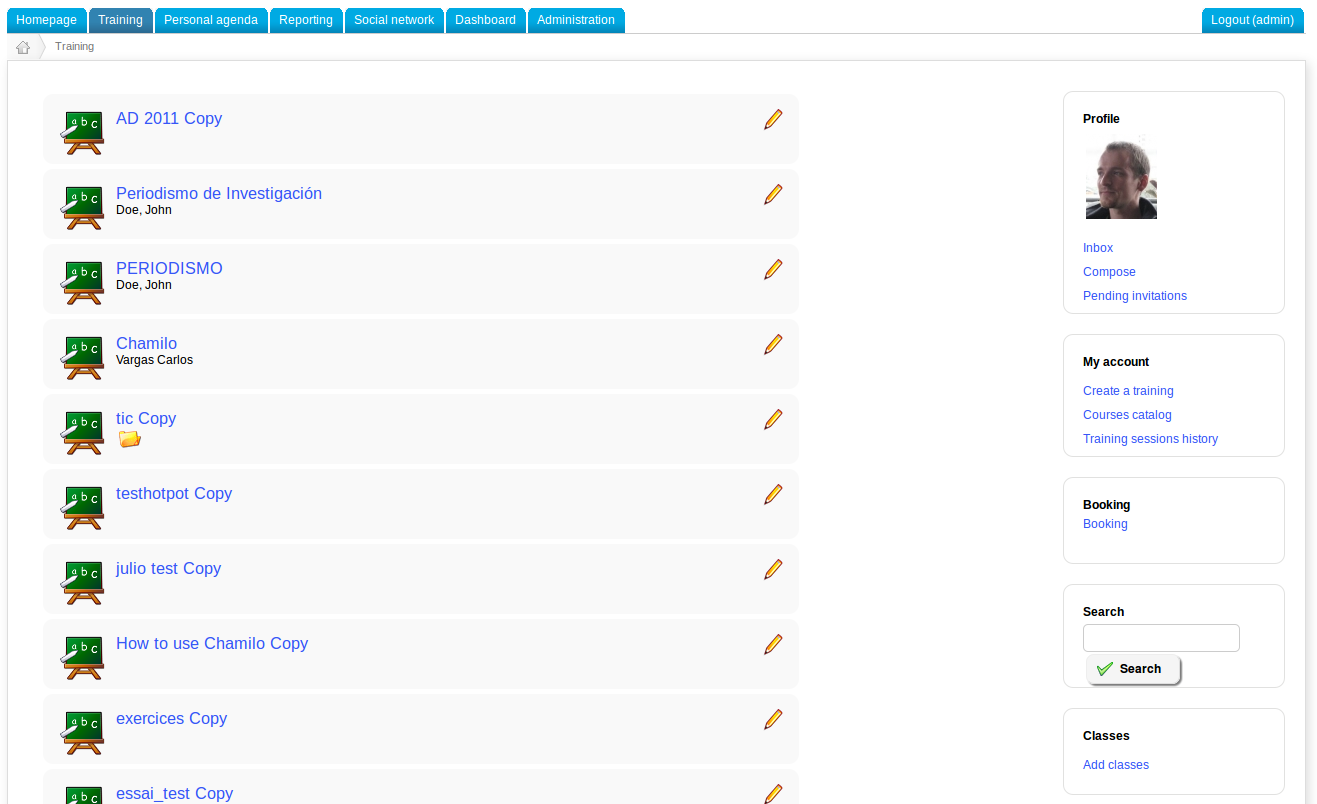 Homepage
Training
Personal agenda
Reporting
Social network
Dashboard
Administration
Logout (admin)
Training
AD 2011 Copy
Periodismo de Investigación
Doe, John
PERIODISMO
Doe, John
Chamilo
Vargas Carlos
tic Copy
testhotpot Copy
julio test Copy
How to use Chamilo Copy
exercices Copy
essai_test Copy
Profile
Inbox
Compose
Pending invitations
My account
Create a training
Courses catalog
Training sessions history
Booking
Booking
Search
Search
Classes
Add classes